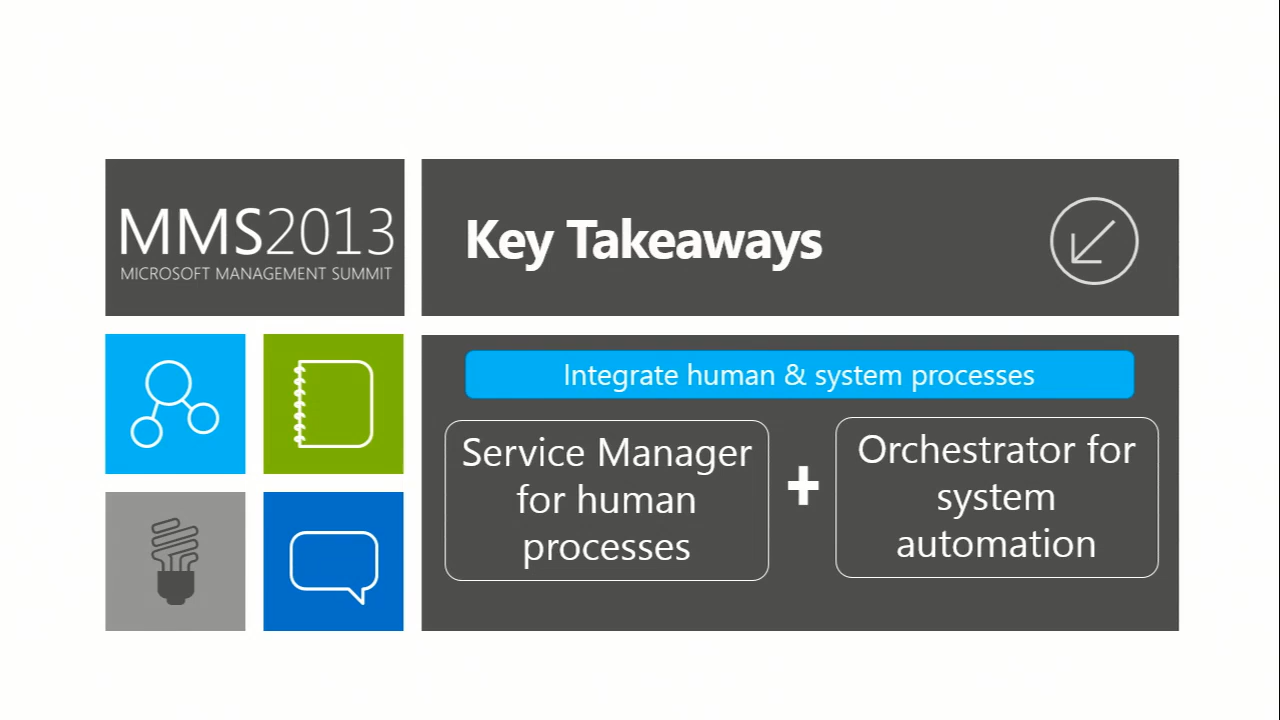 MMS2013
MICROSOFT MANAGEMENT SUMMIT
Key Takeaways
Integrate human & system processes
Service Manager
for human
processes
+
Orchestrator for
system
automation